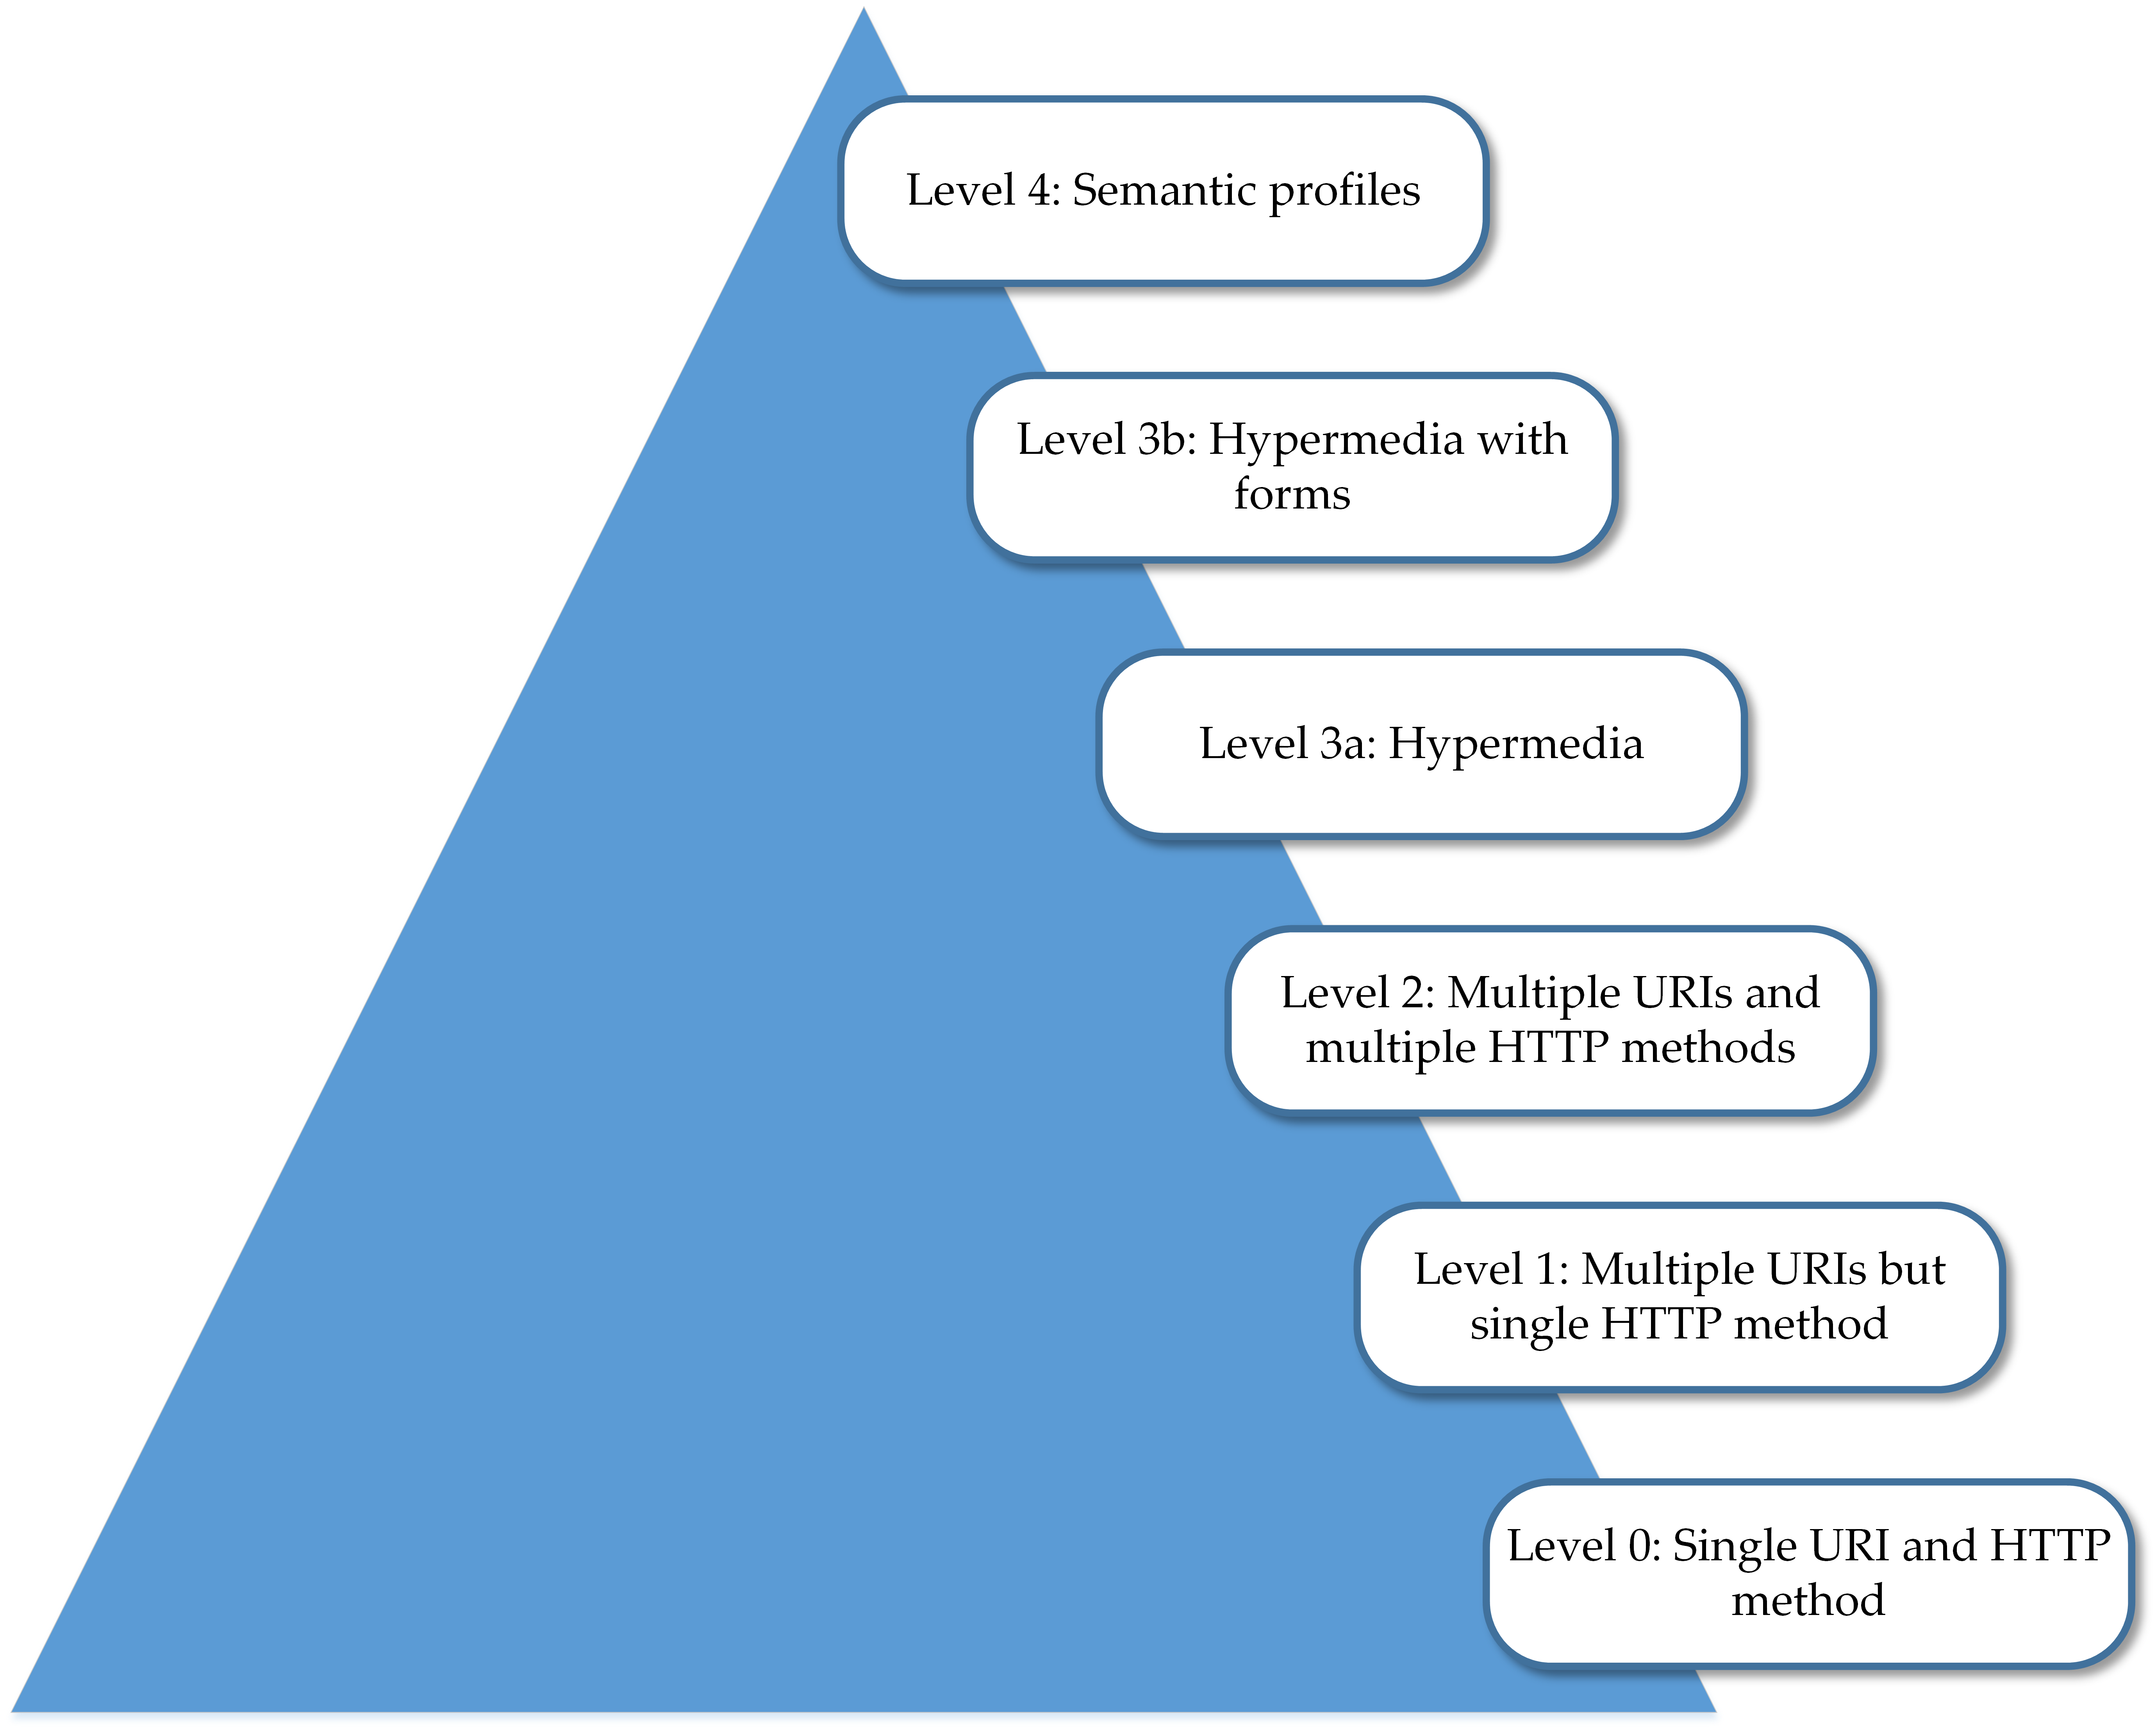 Level 4: Semantic profiles
Level 3b: Hypermedia with
forms
Level 3a: Hypermedia
Level 2: Multiple URIs and
multiple HTTP methods
Level 1: Multiple URIs but
single HTTP method
Level 0: Single URI and HTTP
method